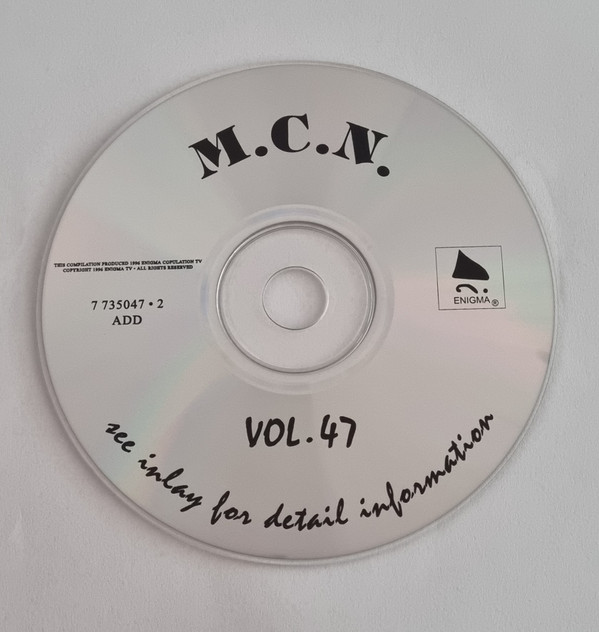 M.C.N.
THIS COMPILATION PRODUCED 1996 ENIGMA COPULATION TV
COPYRIGHT 1996 ENIGMA TV • ALL RIGHTS RESERVED
7 735047 • 2
ADD
ENIGMA®
VOL.47
see inlay for detail information